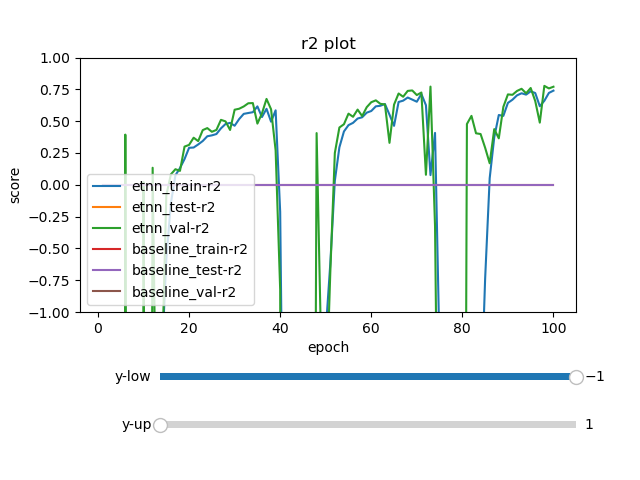 r2 plot
1.00
0.75
0.50
0.25
0.00
−0.25
−0.50
−0.75
−1.00
score
etnn_train-r2
etnn_test-r2
etnn_val-r2
baseline_train-r2
baseline_test-r2
baseline_val-r2
0 20 40 60 80 100
epoch
y-low −1
y-up 1